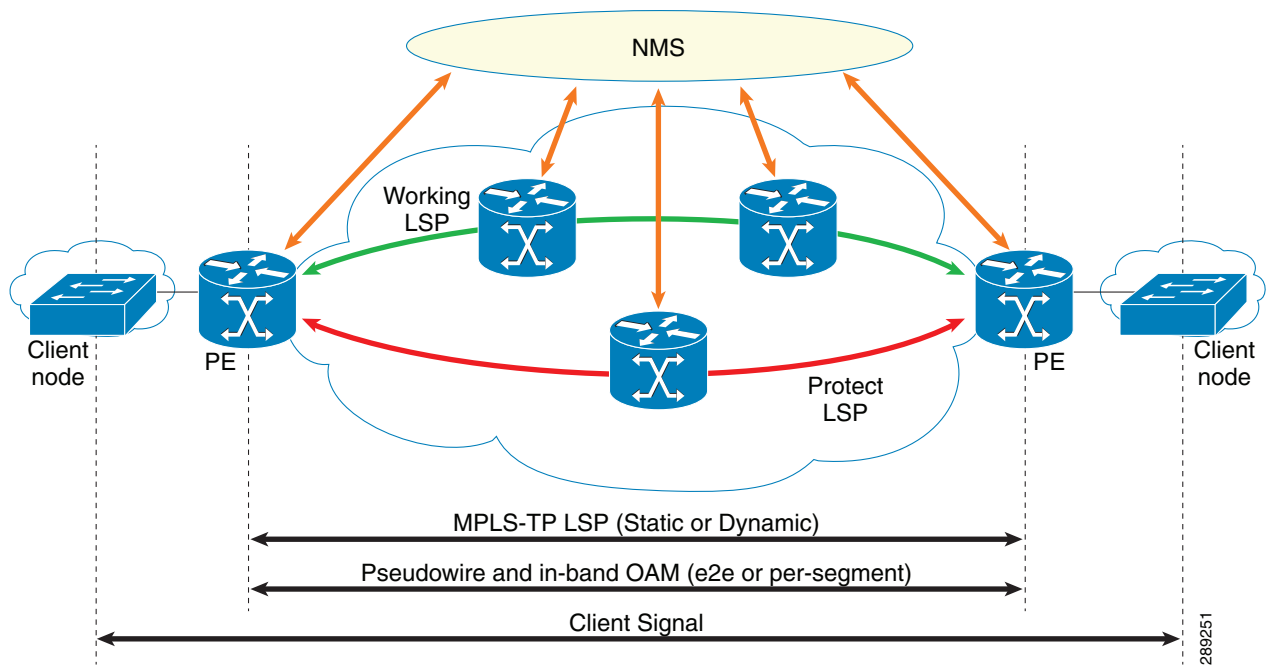 NMS
Working
LSP
Client
node
PE
Protect
LSP
PE
Client
node
MPLS-TP LSP (Static or Dynamic)
Pseudowire and in-band OAM (e2e or per-segment)
Client Signal
289251